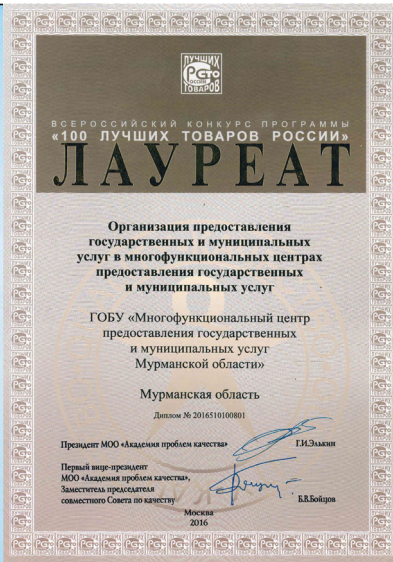 ЛУЧШИХ
РОССИИ
ТОВАРОВ
ВСЕРОССИЙСКИЙ КОНКУРС ПРОГРАММЫ
«100 ЛУЧШИХ ТОВАРОВ РОССИИ»
ЛАУРЕАТ
Организация предоставления
государственных и муниципальных
услуг в многофункциональных центрах
предоставления государственных
и муниципальных услуг
ГОБУ «Многофункциональный центр
предоставления государственных
и муниципальных услуг
Мурманской области»
Мурманская область
Диплом № 2016510100801
Президент МОО «Академия проблем качества» Г.И.Элькин
Первый вице-президент
МОО «Академия проблем качества»,
Заместитель председателя
совместного Совета по качеству Б.В.Бойцов
Москва
2016